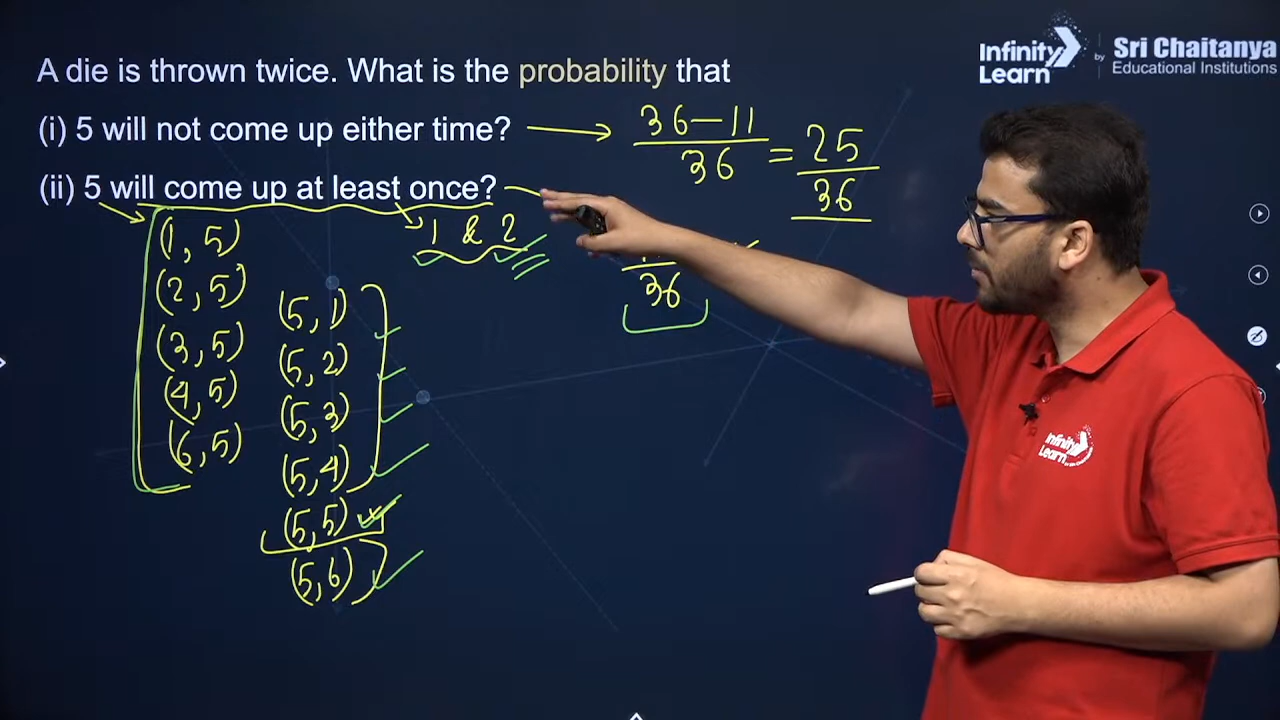 A die is thrown twice. What is the probability that
(i) 5 will not come up either time? → 36-11/36 = 25/36
(ii) 5 will come up at least once?
1 & 2
36
(1, 5)
(2, 5)
(3, 5)
(4, 5)
(6, 5)
(5, 1)
(5, 2)
(5, 3)
(5, 4)
(5, 5)
(5, 6)
Infinity Learn by Sri Chaitanya
Educational Institutions
Infinity
Learn